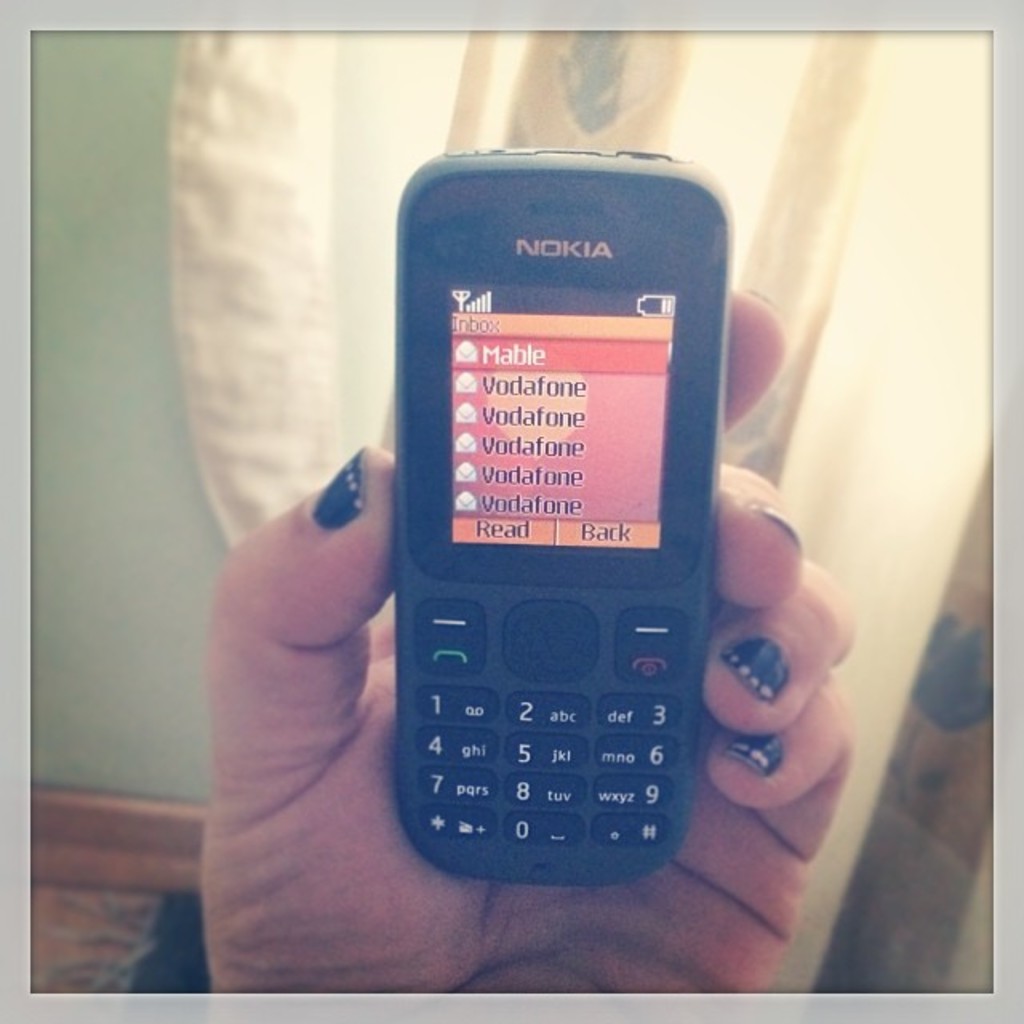 NOKIA
Inbox
Mable
Vodafone
Vodafone
Vodafone
Vodafone
Vodafone
Read Back
1 2 abc def 3
4 ghi 5 jkl mno 6
7 pqrs 8 tuv wxyz 9
* + 0 #